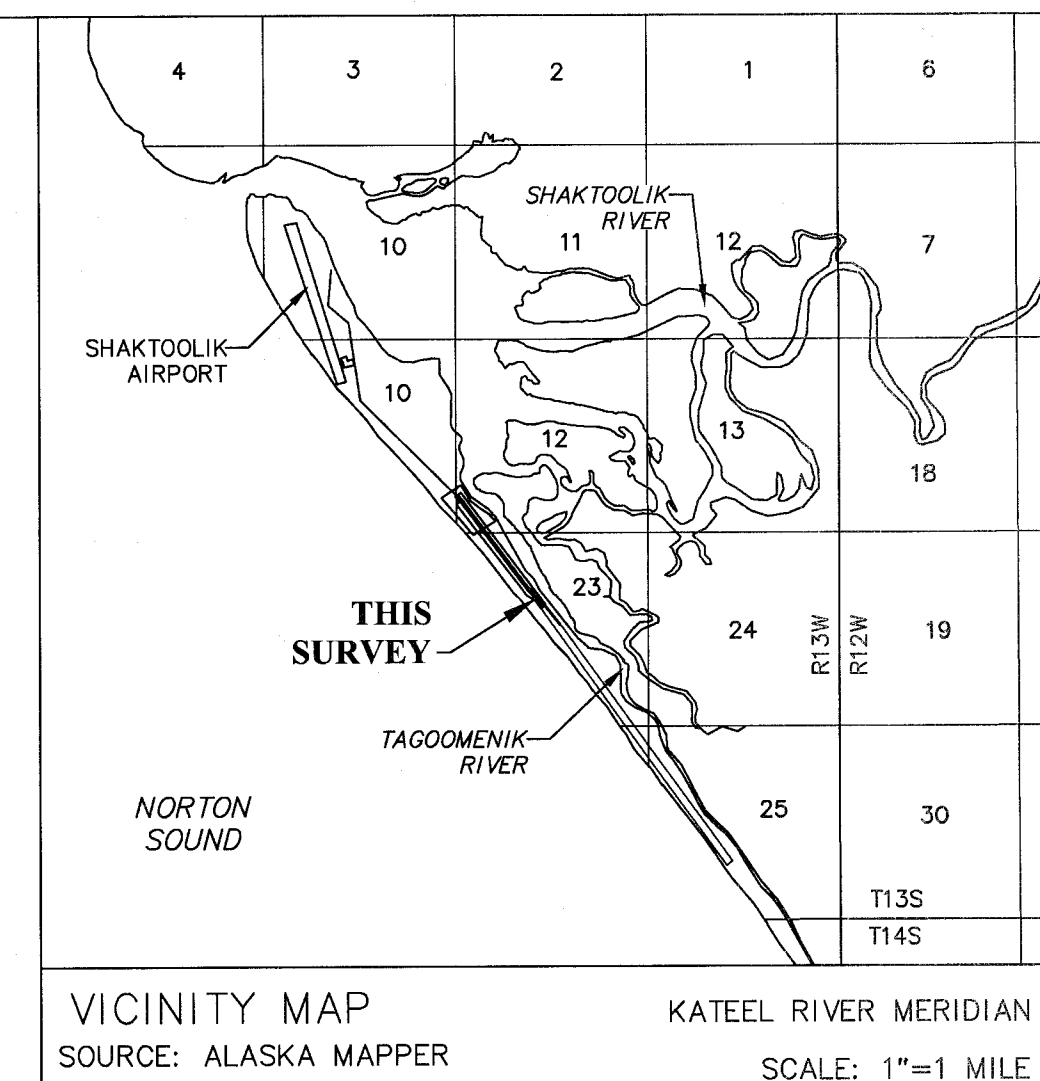 4
3
2
1
6
SHAKTOOLIK
RIVER
10
11
12
7
SHAKTOOLIK
AIRPORT
10
12
13
18
THIS
SURVEY
23
24
R13W
R12W
19
TAGOOMENIK
RIVER
NORTON
SOUND
25
30
T13S
T14S
VICINITY MAP
KATEEL RIVER MERIDIAN
SOURCE: ALASKA MAPPER
SCALE: 1"=1 MILE